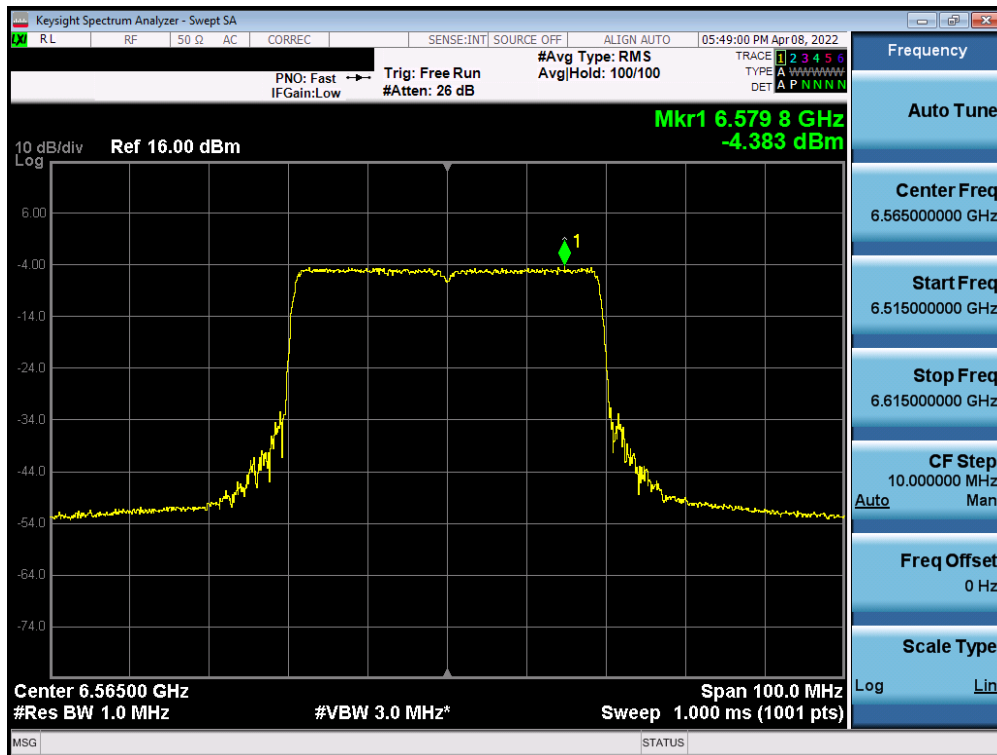 Keysight Spectrum Analyzer - Swept SA
LXI RL RF 50 Ω AC CORREC SENSE:INT SOURCE OFF ALIGN AUTO 05:49:00 PM Apr 08, 2022
PNO: Fast
IFGain:Low
Trig: Free Run
#Atten: 26 dB
#Avg Type: RMS
Avg|Hold: 100/100
TRACE 1 2 3 4 5 6
TYPE A WWWWW
DET A P N N N N
Mkr1 6.579 8 GHz
-4.383 dBm
10 dB/div Ref 16.00 dBm
Log
6.00
1
-4.00
-14.0
-24.0
-34.0
-44.0
-54.0
-64.0
-74.0
Center 6.56500 GHz Span 100.0 MHz
#Res BW 1.0 MHz #VBW 3.0 MHz* Sweep 1.000 ms (1001 pts)
MSG STATUS
Frequency
Auto Tune
Center Freq
6.565000000 GHz
Start Freq
6.515000000 GHz
Stop Freq
6.615000000 GHz
CF Step
10.000000 MHz
Auto Man
Freq Offset
0 Hz
Scale Type
Log Lin